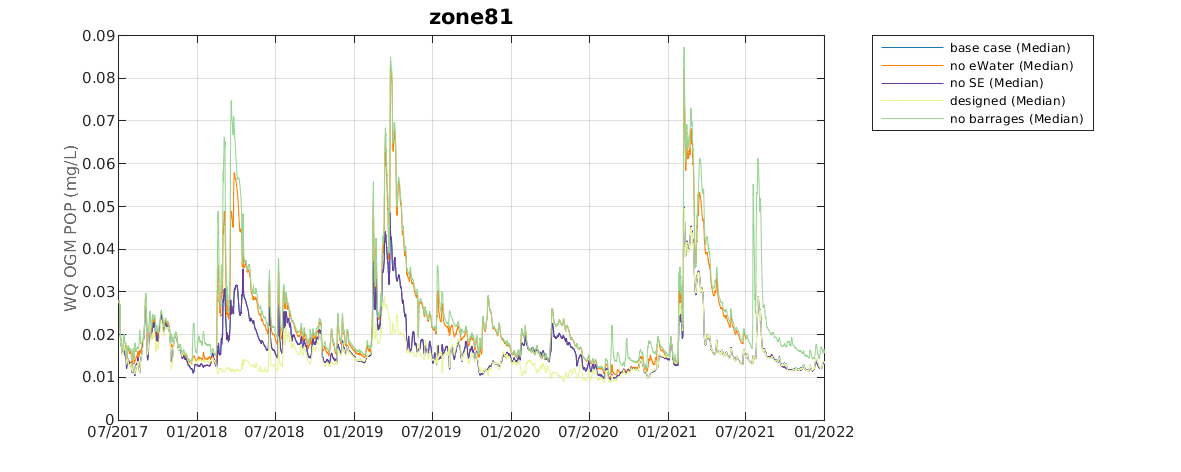 zone81
WQ OGM POP (mg/L)
0.09
0.08
0.07
0.06
0.05
0.04
0.03
0.02
0.01
0
07/2017 01/2018 07/2018 01/2019 07/2019 01/2020 07/2020 01/2021 07/2021 01/2022
base case (Median)
no eWater (Median)
no SE (Median)
designed (Median)
no barrages (Median)